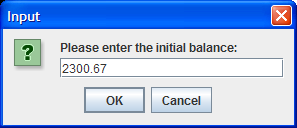 Input
?
Please enter the initial balance:
2300.67
OK Cancel